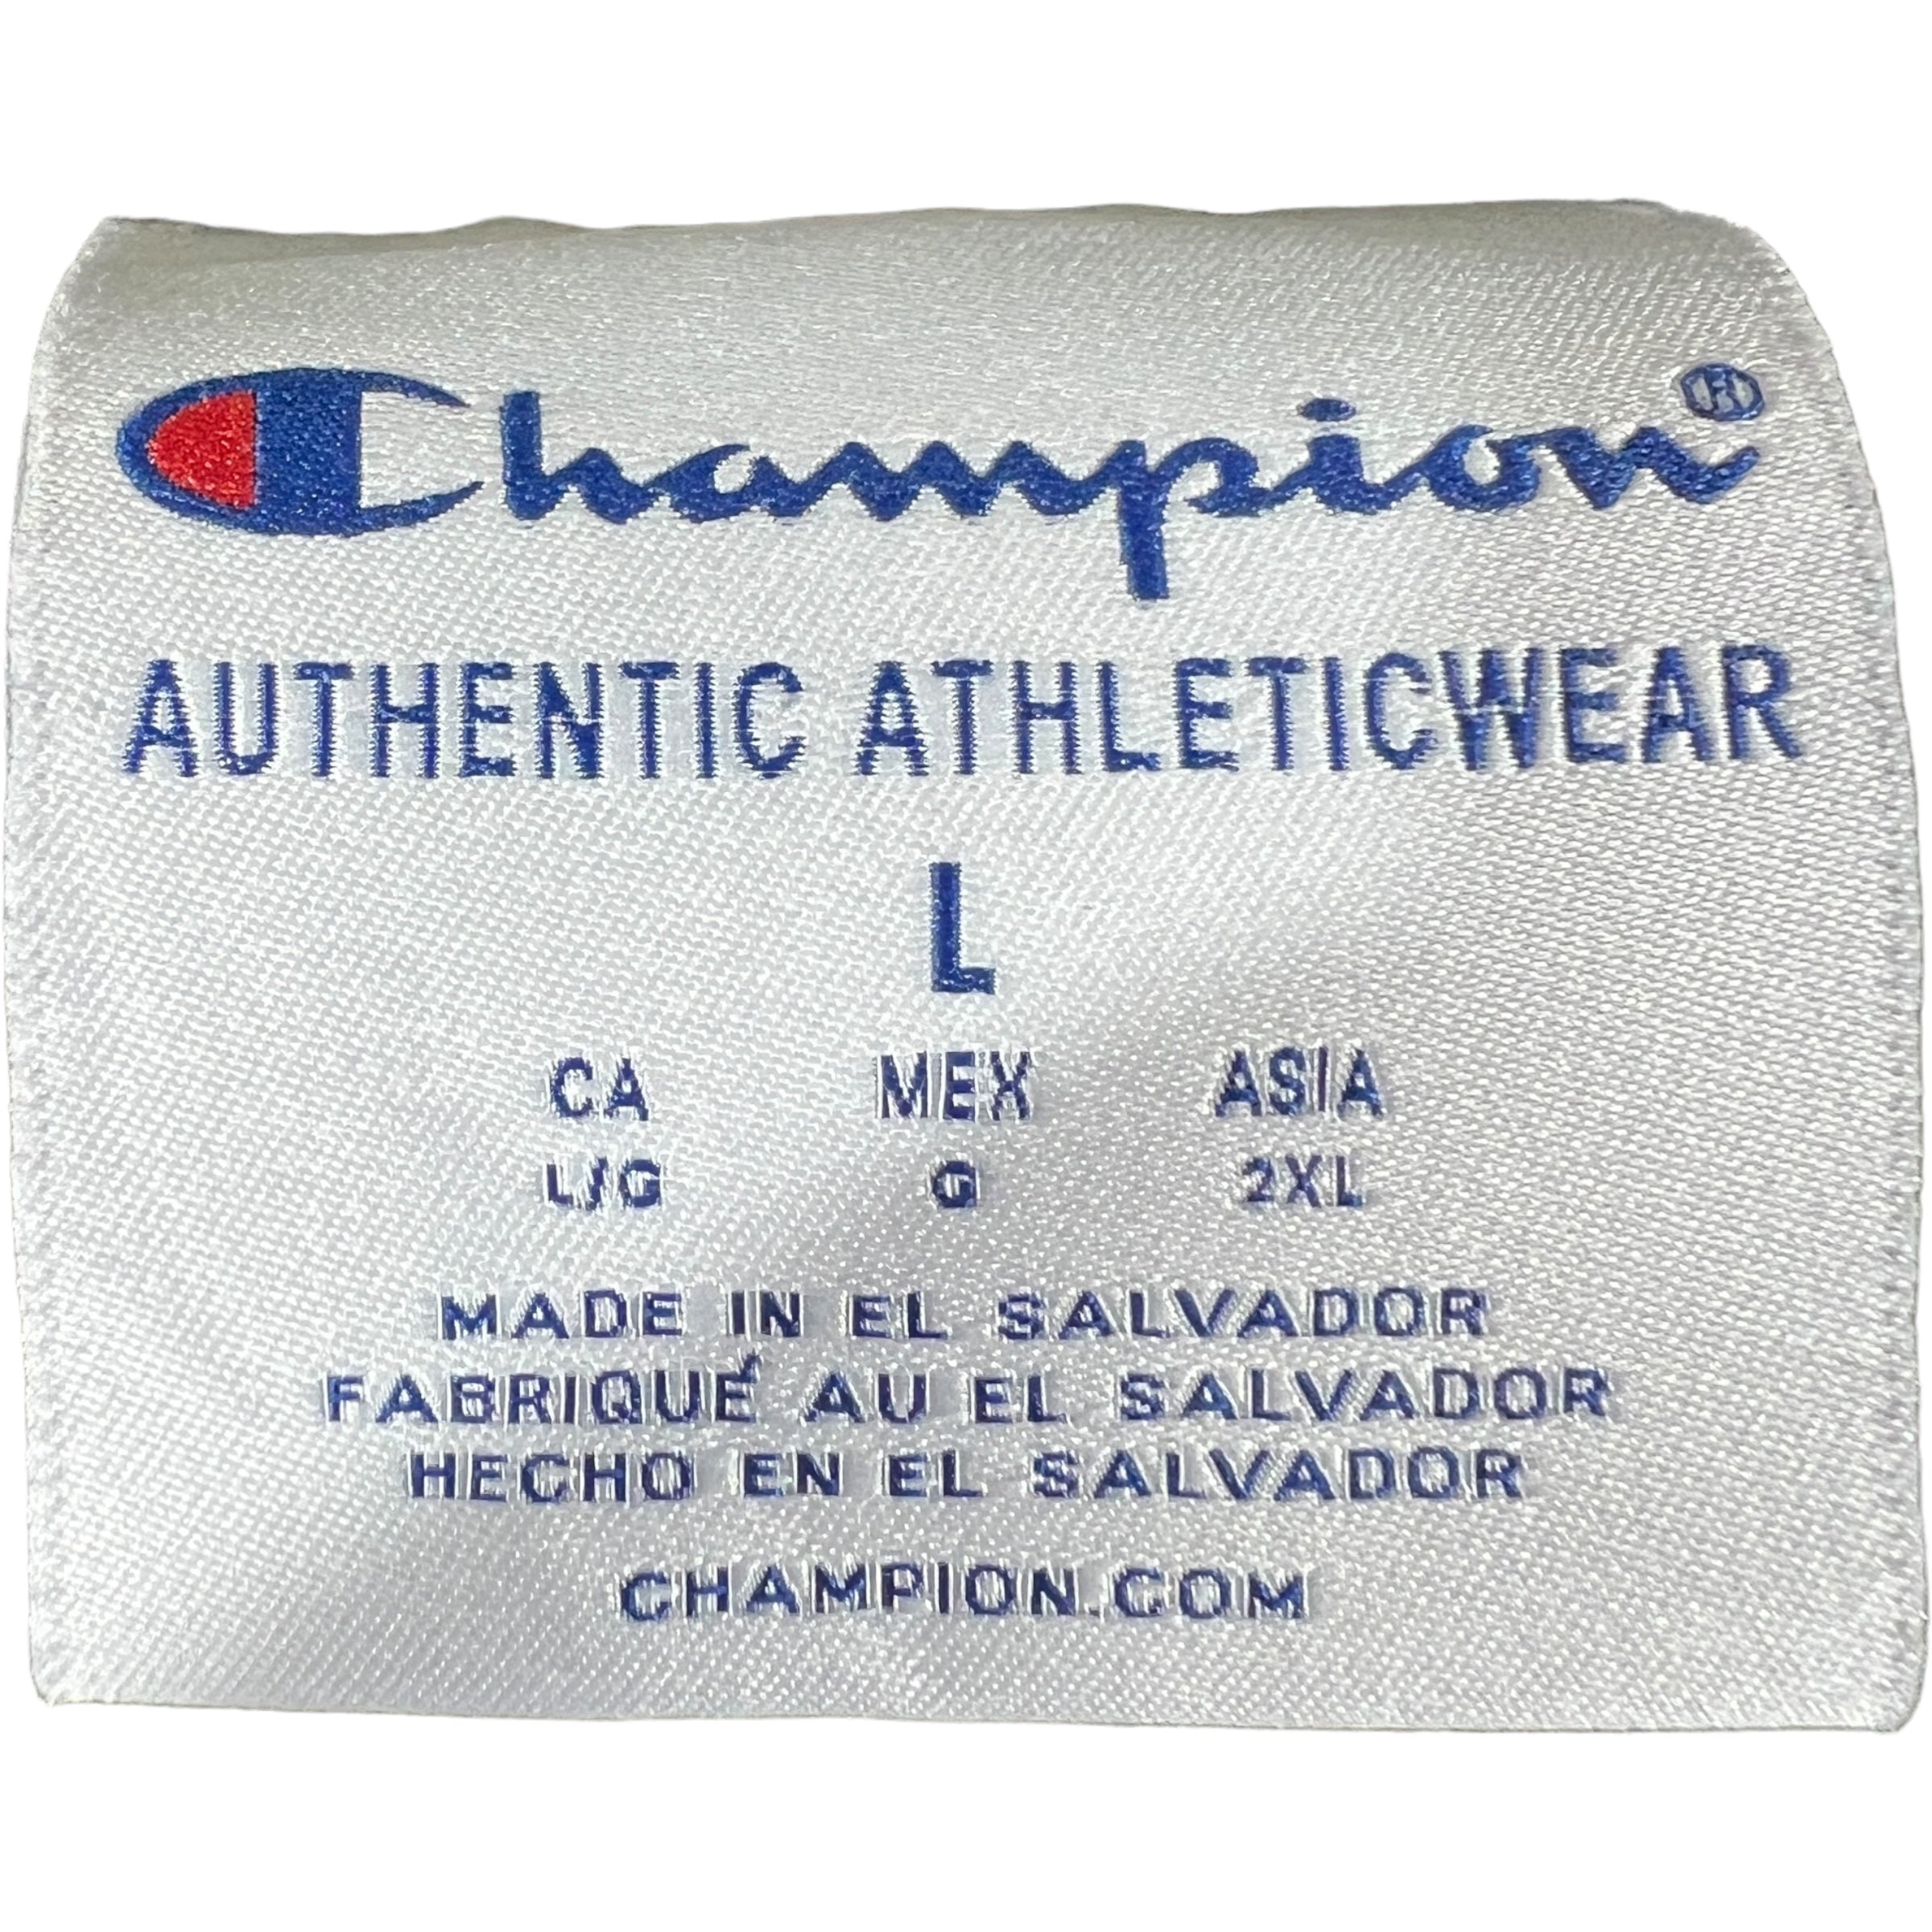 Champion®
AUTHENTIC ATHLETICWEAR
L
CA MEX ASIA
L/G G 2XL
MADE IN EL SALVADOR
FABRIQUÉ AU EL SALVADOR
HECHO EN EL SALVADOR
CHAMPION.COM